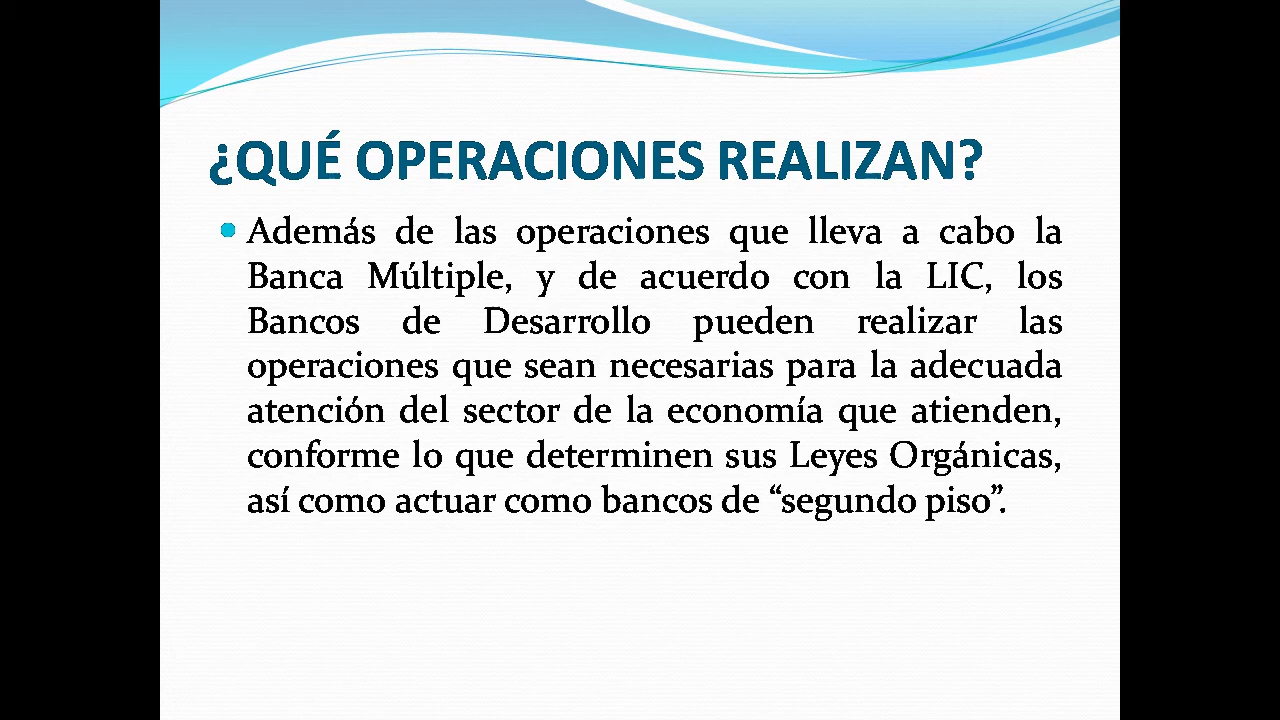 ¿QUÉ OPERACIONES REALIZAN?
Además de las operaciones que lleva a cabo la
Banca Múltiple, y de acuerdo con la LIC, los
Bancos de Desarrollo pueden realizar las
operaciones que sean necesarias para la adecuada
atención del sector de la economía que atienden,
conforme lo que determinen sus Leyes Orgánicas,
así como actuar como bancos de “segundo piso”.